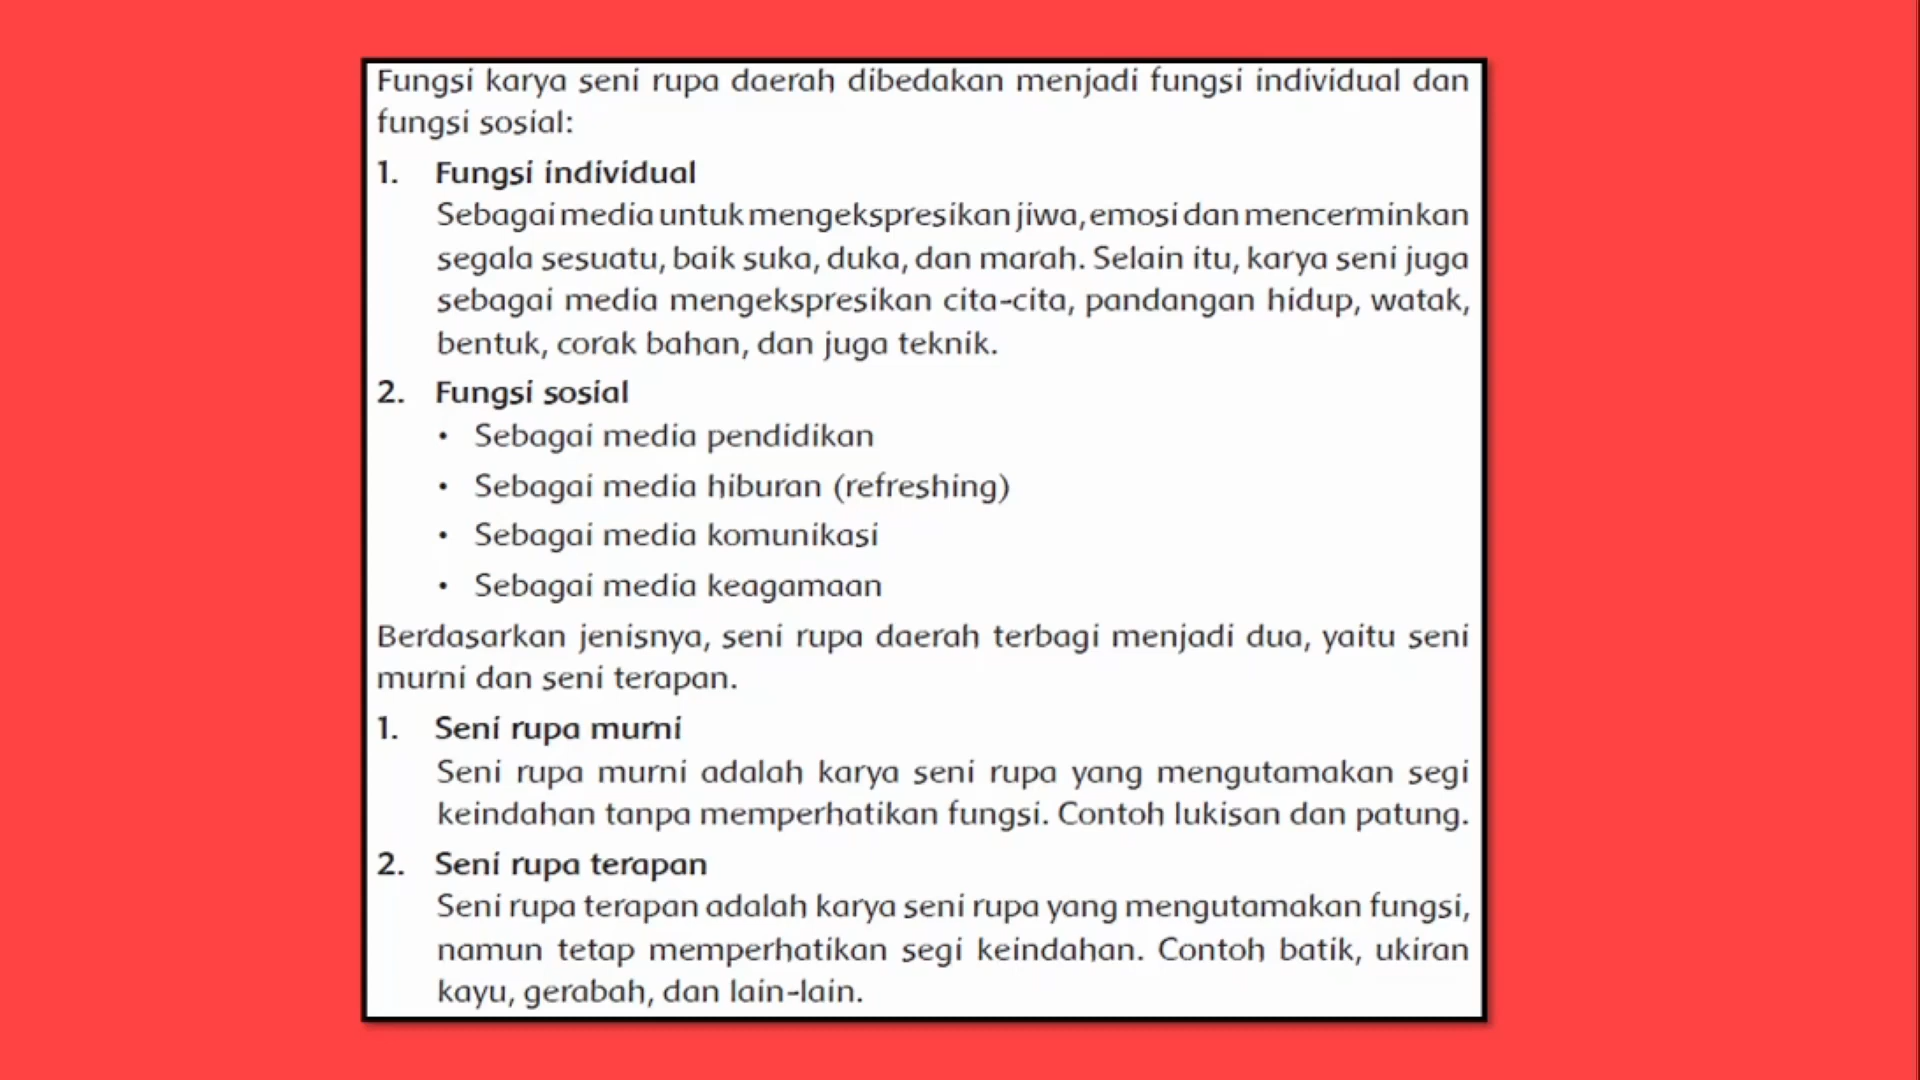 Fungsi karya seni rupa daerah dibedakan menjadi fungsi individual dan
fungsi sosial:
1. Fungsi individual
Sebagai media untuk mengekspresikan jiwa, emosi dan mencerminkan
segala sesuatu, baik suka, duka, dan marah. Selain itu, karya seni juga
sebagai media mengekspresikan cita-cita, pandangan hidup, watak,
bentuk, corak bahan, dan juga teknik.
2. Fungsi sosial
• Sebagai media pendidikan
• Sebagai media hiburan (refreshing)
• Sebagai media komunikasi
• Sebagai media keagamaan
Berdasarkan jenisnya, seni rupa daerah terbagi menjadi dua, yaitu seni
murni dan seni terapan.
1. Seni rupa murni
Seni rupa murni adalah karya seni rupa yang mengutamakan segi
keindahan tanpa memperhatikan fungsi. Contoh lukisan dan patung.
2. Seni rupa terapan
Seni rupa terapan adalah karya seni rupa yang mengutamakan fungsi,
namun tetap memperhatikan segi keindahan. Contoh batik, ukiran
kayu, gerabah, dan lain-lain.